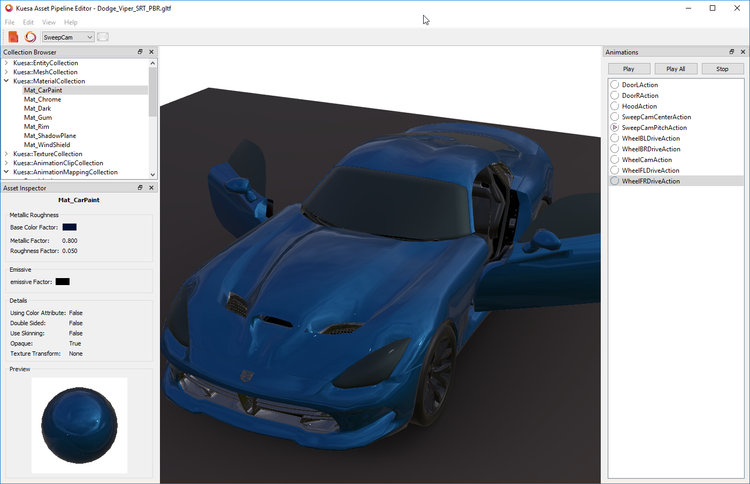 Kuesa Asset Pipeline Editor - Dodge_Viper_SRT_PBR.gltf
File Edit View Help
SweepCam
Collection Browser
Kuesa::EntityCollection
Kuesa::MeshCollection
Kuesa::MaterialCollection
Mat_CarPaint
Mat_Chrome
Mat_Dark
Mat_Gum
Mat_Rim
Mat_ShadowPlane
Mat_WindShield
Kuesa::TextureCollection
Kuesa::AnimationClipCollection
Kuesa::AnimationMappingCollection
Asset Inspector
Mat_CarPaint
Metallic Roughness
Base Color Factor:
Metallic Factor: 0.800
Roughness Factor: 0.050
Emissive
emissive Factor:
Details
Using Color Attribute: False
Double Sided: False
Use Skinning: False
Opaque: True
Texture Transform: None
Preview
Animations
Play Play All Stop
DoorLAction
DoorRAction
HoodAction
SweepCamCenterAction
SweepCamPitchAction
WheelBLDriveAction
WheelBRDriveAction
WheelCamAction
WheelFLDriveAction
WheelFRDriveAction